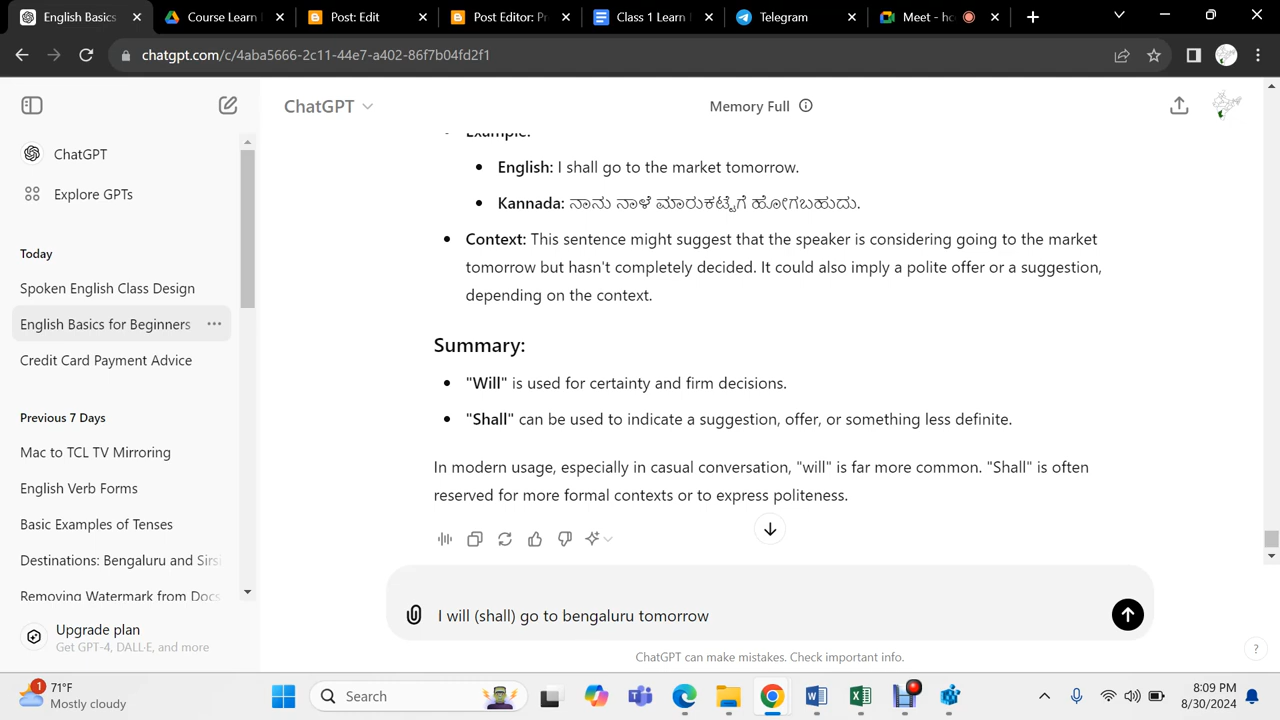 English Basics
Course Learn
Post: Edit
Post Editor: Pr
Class 1 Learn
Telegram
Meet - ho
chatgpt.com/c/4aba5666-2c11-44e7-a402-86f7b04fd2f1
ChatGPT
Memory Full
ChatGPT
Explore GPTs
Today
Spoken English Class Design
English Basics for Beginners
Credit Card Payment Advice
Previous 7 Days
Mac to TCL TV Mirroring
English Verb Forms
Basic Examples of Tenses
Destinations: Bengaluru and Sirsi
Removing Watermark from Docs
Upgrade plan
Get GPT-4, DALL·E, and more
Example:
English: I shall go to the market tomorrow.
Kannada: ನಾನು ನಾಳೆ ಮಾರುಕಟ್ಟೆಗೆ ಹೋಗಬಹುದು.
Context: This sentence might suggest that the speaker is considering going to the market
tomorrow but hasn't completely decided. It could also imply a polite offer or a suggestion,
depending on the context.
Summary:
"Will" is used for certainty and firm decisions.
"Shall" can be used to indicate a suggestion, offer, or something less definite.
In modern usage, especially in casual conversation, "will" is far more common. "Shall" is often
reserved for more formal contexts or to express politeness.
I will (shall) go to bengaluru tomorrow
ChatGPT can make mistakes. Check important info.
?
1
71°F
Mostly cloudy
Search
8:09 PM
8/30/2024